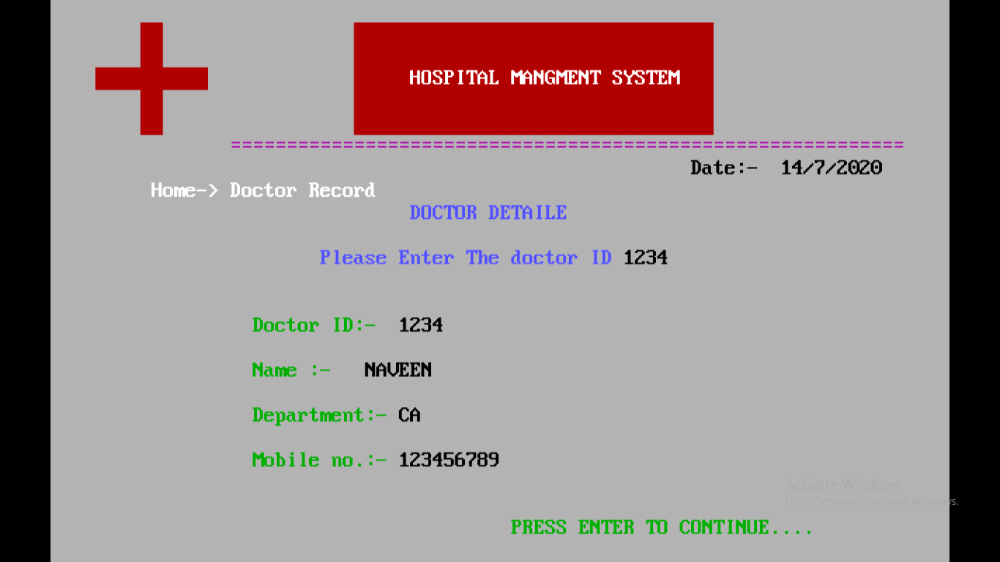 HOSPITAL MANGMENT SYSTEM
============================================================
Date:- 14/7/2020
Home-> Doctor Record
DOCTOR DETAILE
Please Enter The doctor ID 1234
Doctor ID:- 1234
Name :- NAVEEN
Department:- CA
Mobile no.:- 123456789
Activate Windows
Go to Settings to activate Windows.
PRESS ENTER TO CONTINUE....